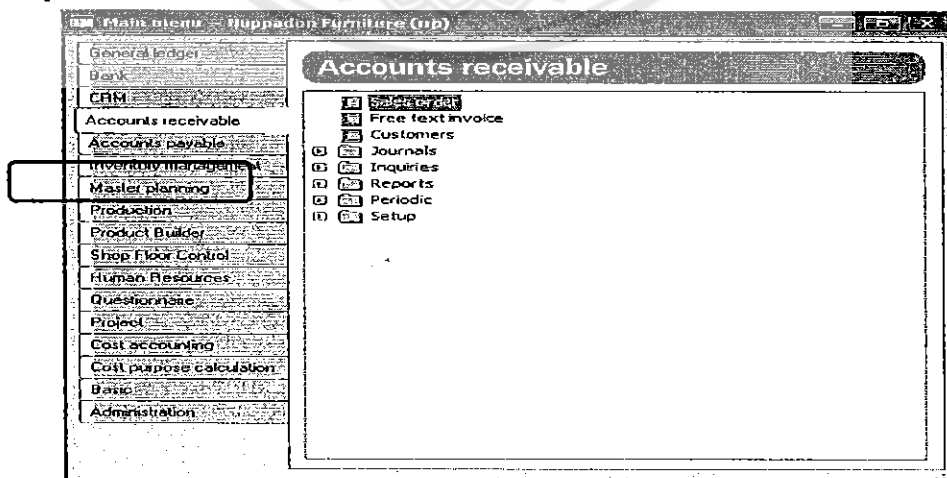 Main menu - Nuppadon Furniture (np)
General ledger
Bank
CRM
Accounts receivable
Accounts payable
Inventory management
Master planning
Production
Product Builder
Shop Floor Control
Human Resources
Questionnaire
Project
Cost accounting
Cost purpose calculation
Basic
Administration
Accounts receivable
Sales order
Free text invoice
Customers
Journals
Inquiries
Reports
Periodic
Setup